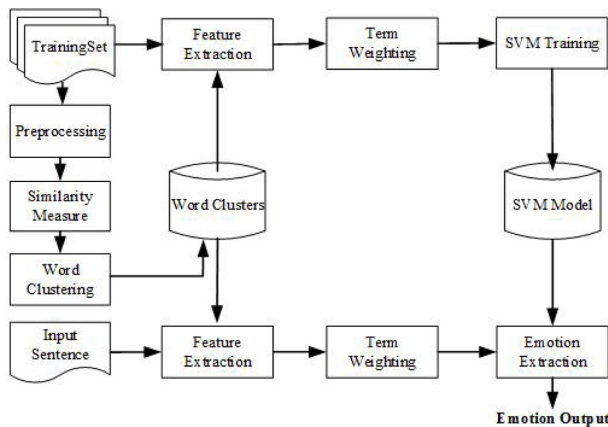 TrainingSet
Feature
Extraction
Term
Weighting
SVM Training
Preprocessing
Similarity
Measure
Word Clusters
SVM Model
Word
Clustering
Input
Sentence
Feature
Extraction
Term
Weighting
Emotion
Extraction
Emotion Output